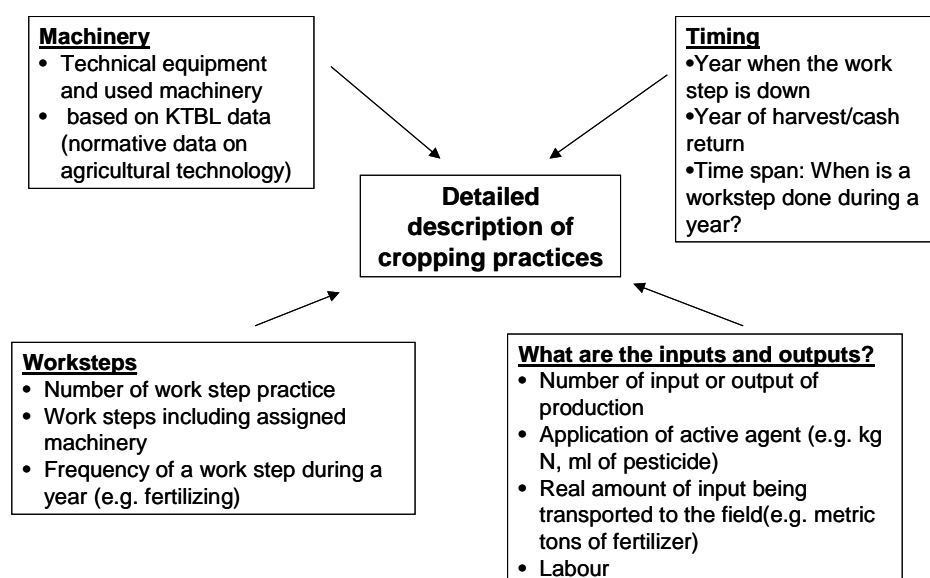 Machinery
• Technical equipment
and used machinery
• based on KTBL data
(normative data on
agricultural technology)
Timing
•Year when the work
step is down
•Year of harvest/cash
return
•Time span: When is a
workstep done during a
year?
Detailed
description of
cropping practices
Worksteps
• Number of work step practice
• Work steps including assigned
machinery
• Frequency of a work step during a
year (e.g. fertilizing)
What are the inputs and outputs?
• Number of input or output of
production
• Application of active agent (e.g. kg
N, ml of pesticide)
• Real amount of input being
transported to the field(e.g. metric
tons of fertilizer)
• Labour